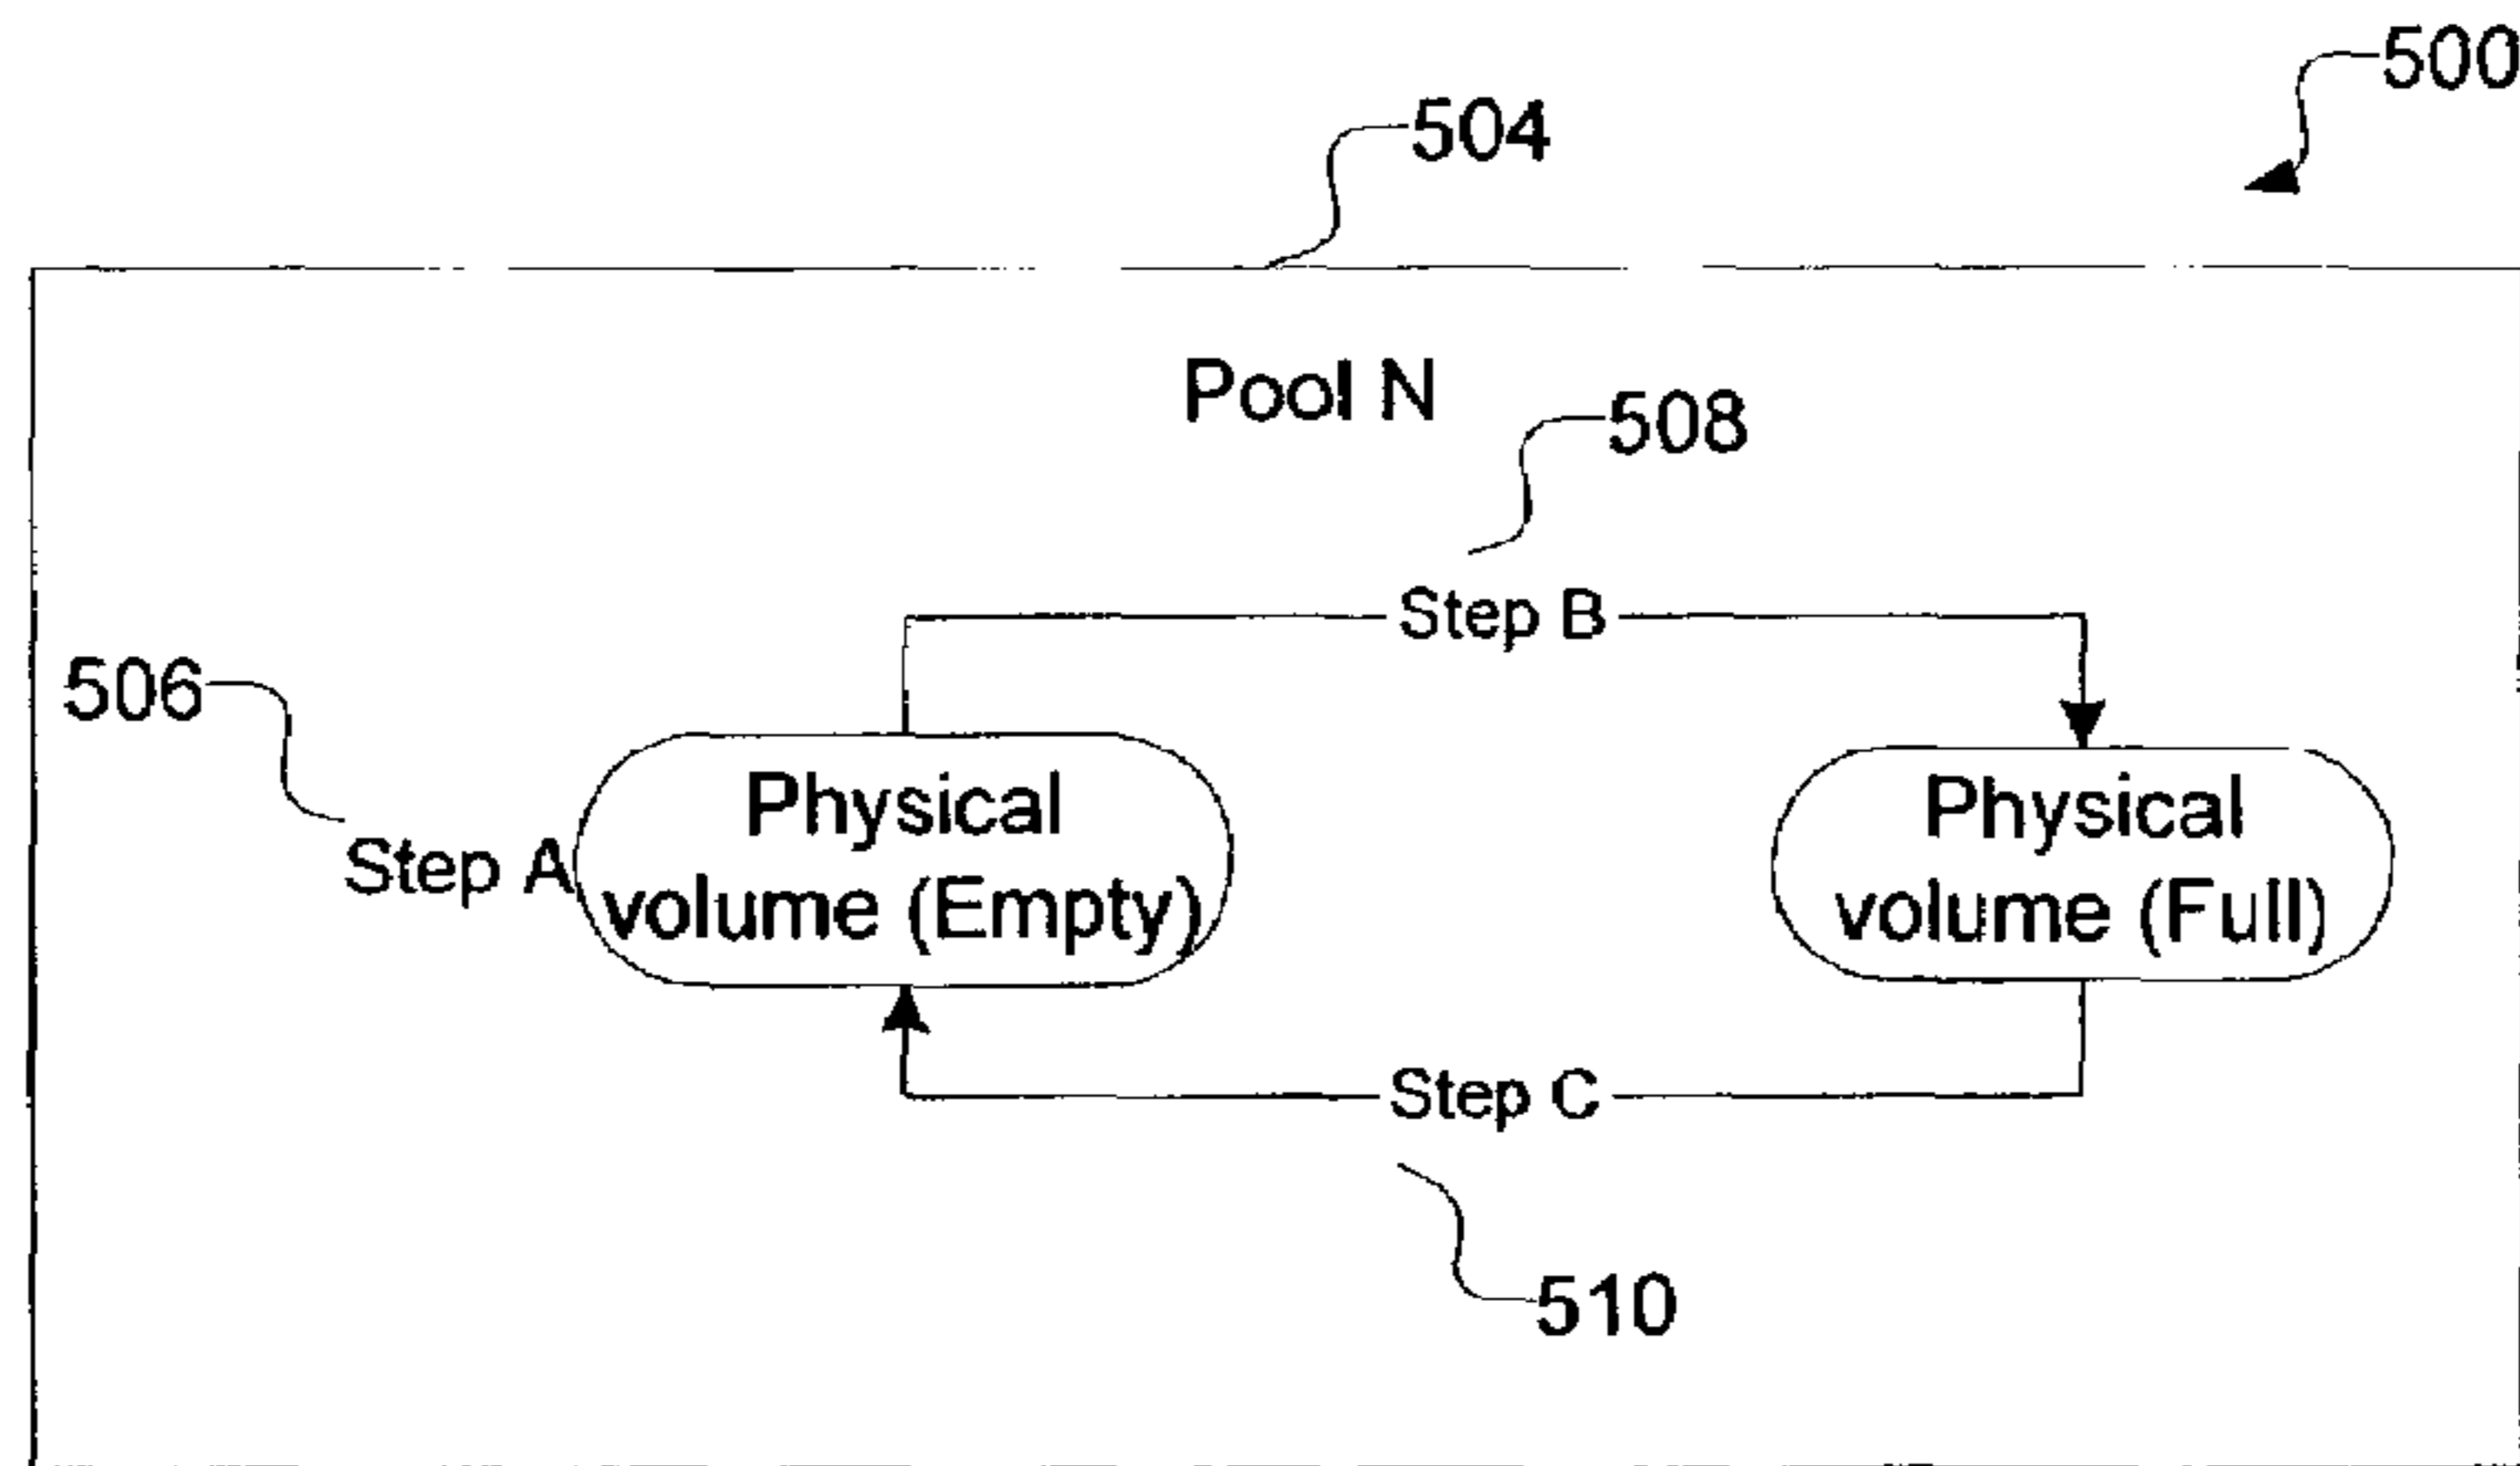 500
504
Pool N
508
Step B
506
Physical
volume (Empty)
Step A
Physical
volume (Full)
Step C
510